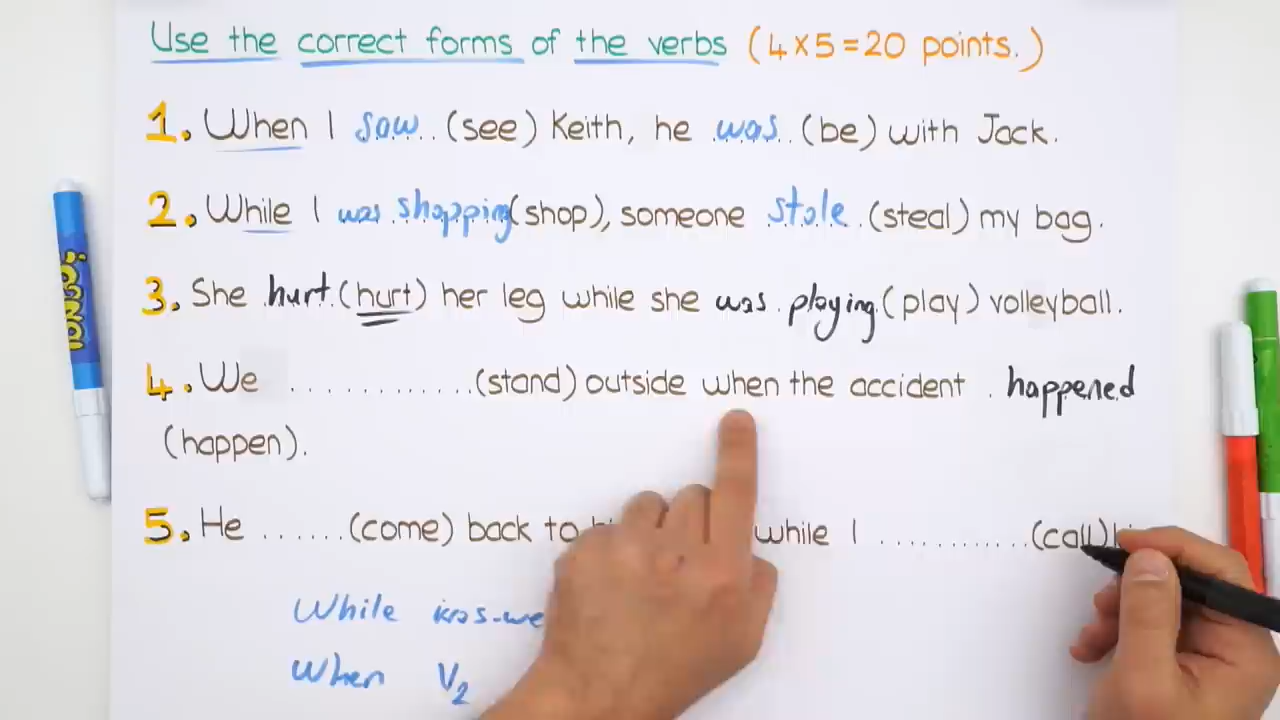 Use the correct forms of the verbs (4×5=20 points.)
1. When I saw.. (see) Keith, he was.. (be) with Jack.
2. While I was shopping (shop), someone stole. (steal) my bag.
3. She hurt. (hurt) her leg while she was playing. (play) volleyball.
4. We ............. (stand) outside when the accident . happened
(happen).
5. He ...... (come) back to while I ........... (call)
While
When V2